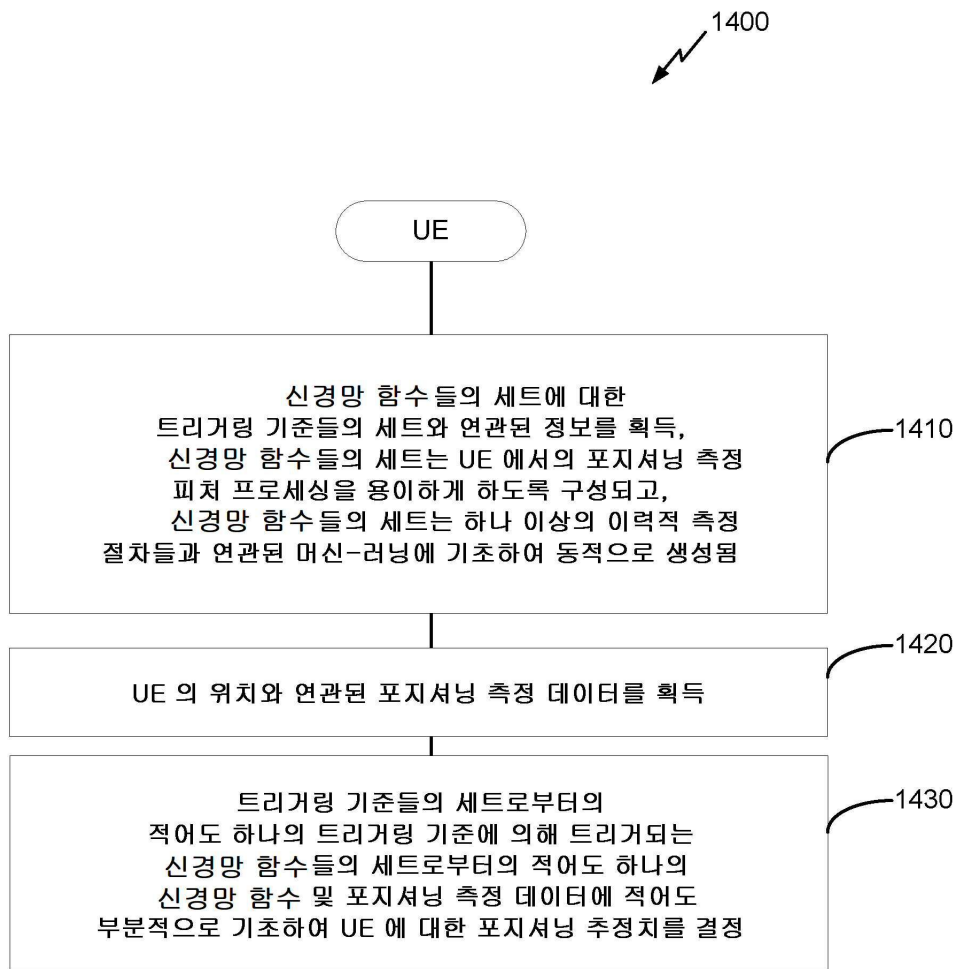 1400
UE
신경망 함수들의 세트에 대한
트리거링 기준들의 세트와 연관된 정보를 획득,
신경망 함수들의 세트는 UE 에서의 포지셔닝 측정
피처 프로세싱을 용이하게 하도록 구성되고,
신경망 함수들의 세트는 하나 이상의 이력적 측정
절차들과 연관된 머신-러닝에 기초하여 동적으로 생성됨
1410
UE 의 위치와 연관된 포지셔닝 측정 데이터를 획득
1420
트리거링 기준들의 세트로부터의
적어도 하나의 트리거링 기준에 의해 트리거되는
신경망 함수들의 세트로부터의 적어도 하나의
신경망 함수 및 포지셔닝 측정 데이터에 적어도
부분적으로 기초하여 UE 에 대한 포지셔닝 추정치를 결정
1430